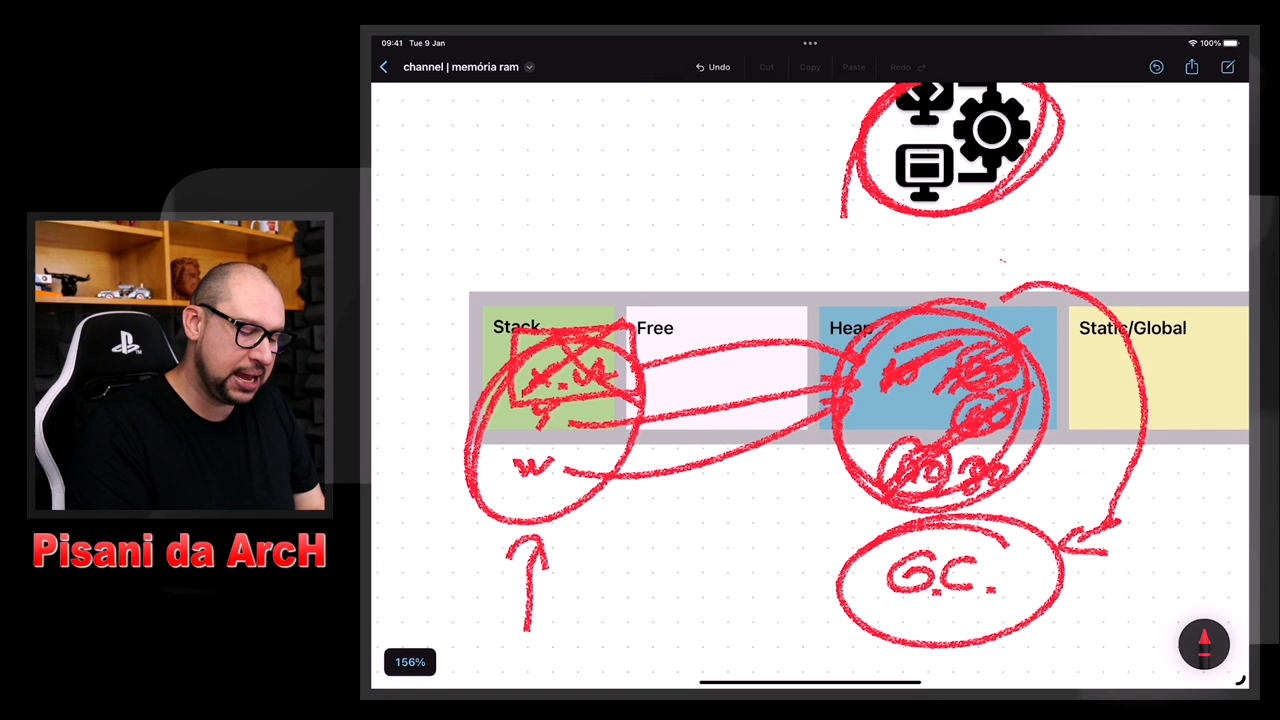 09:41 Tue 9 Jan
100%
channel | memória ram
Undo
Cut
Copy
Paste
Redo
Stack
Free
Heap
Static/Global
w
G.C.
156%
Pisani da ArcH